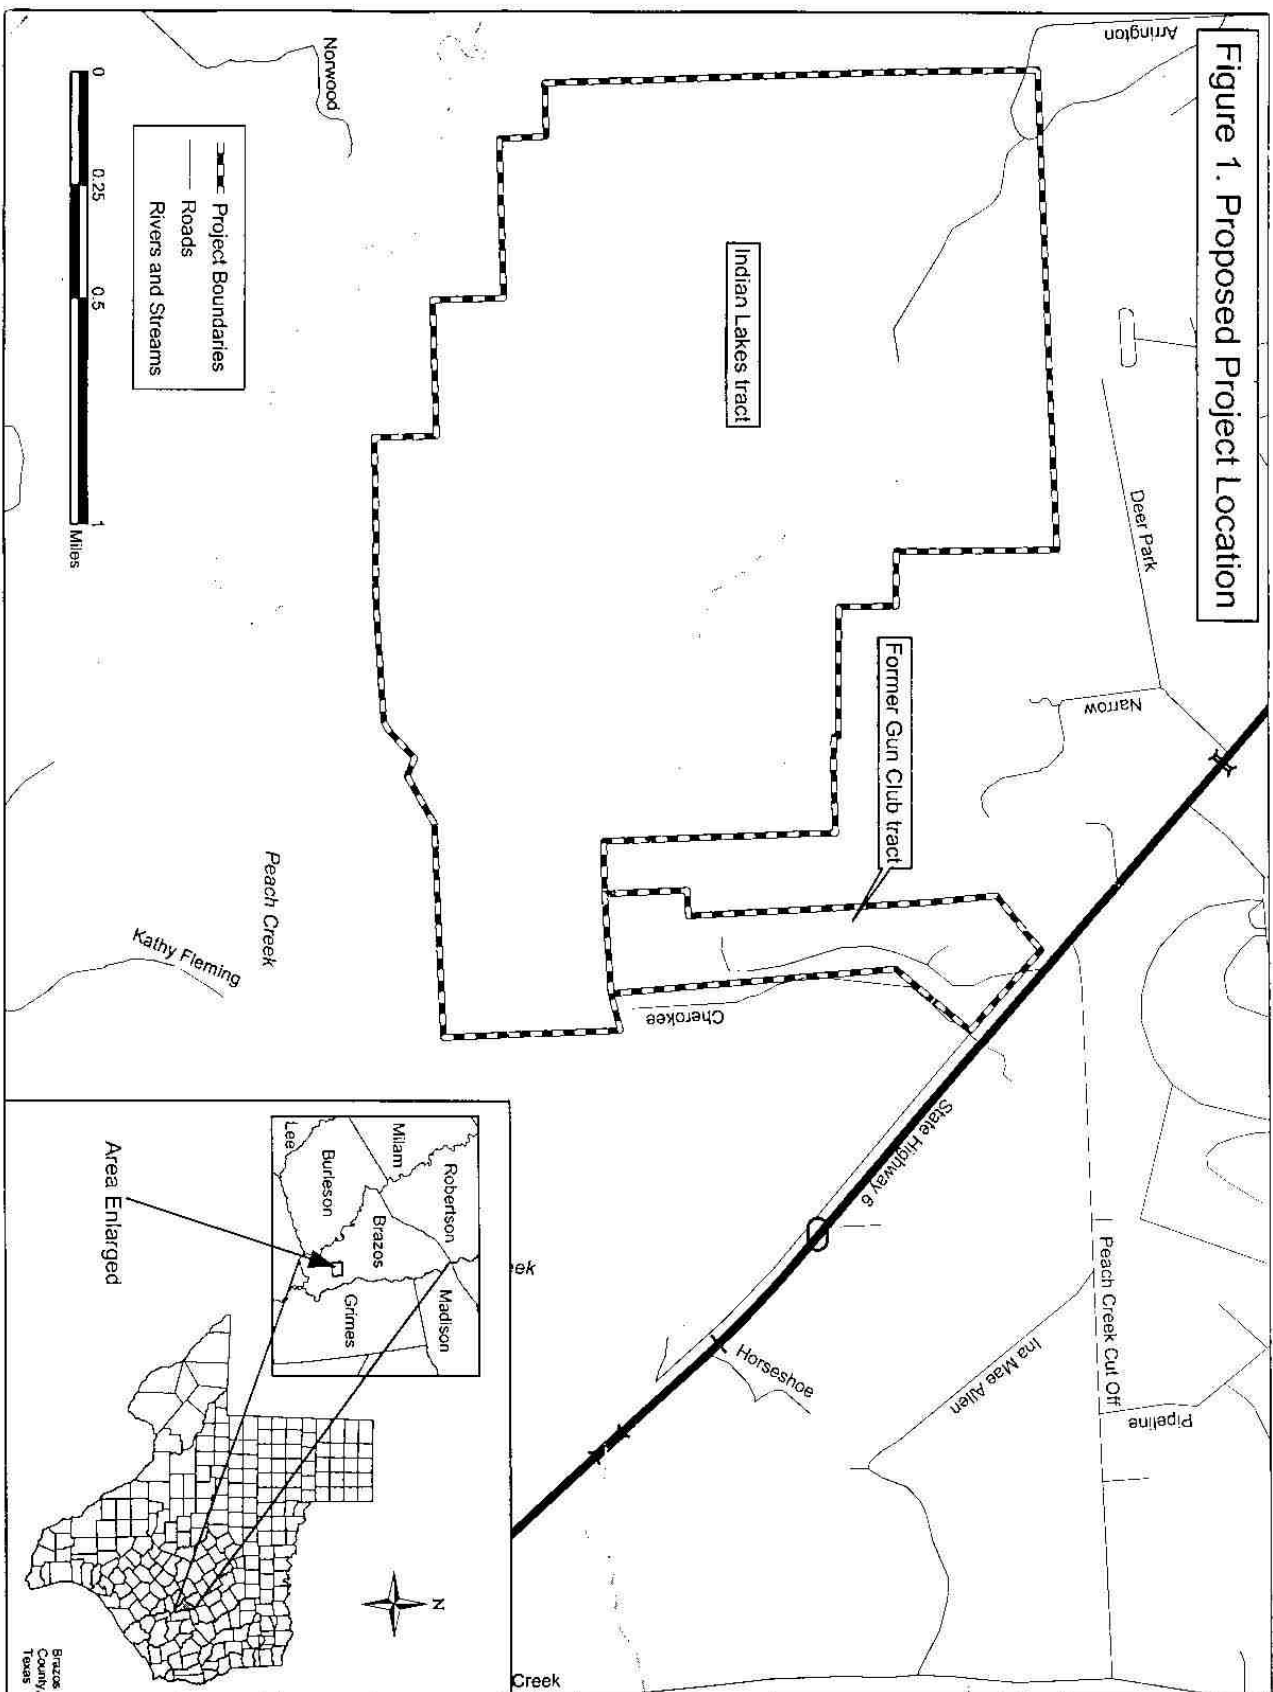 Figure 1. Proposed Project Location
Arrington
Deer Park
Narrow
Indian Lakes tract
Former Gun Club tract
Cherokee
State Highway 6
Peach Creek Cut Off
Pipeline
Ina Mae Allen
Horseshoe
Norwood
Project Boundaries
Roads
Rivers and Streams
0
0.25
0.5
1
Miles
Peach Creek
Kathy Fleming
ek
Creek
Robertson
Madison
Milam
Brazos
Burleson
Grimes
Lee
Area Enlarged
N
Brazos
County,
Texas